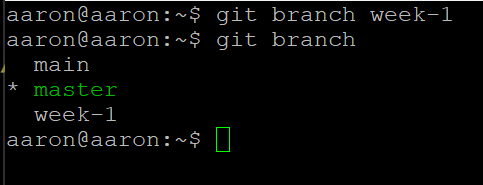 aaron@aaron:~$ git branch week-1
aaron@aaron:~$ git branch
  main
* master
  week-1
aaron@aaron:~$